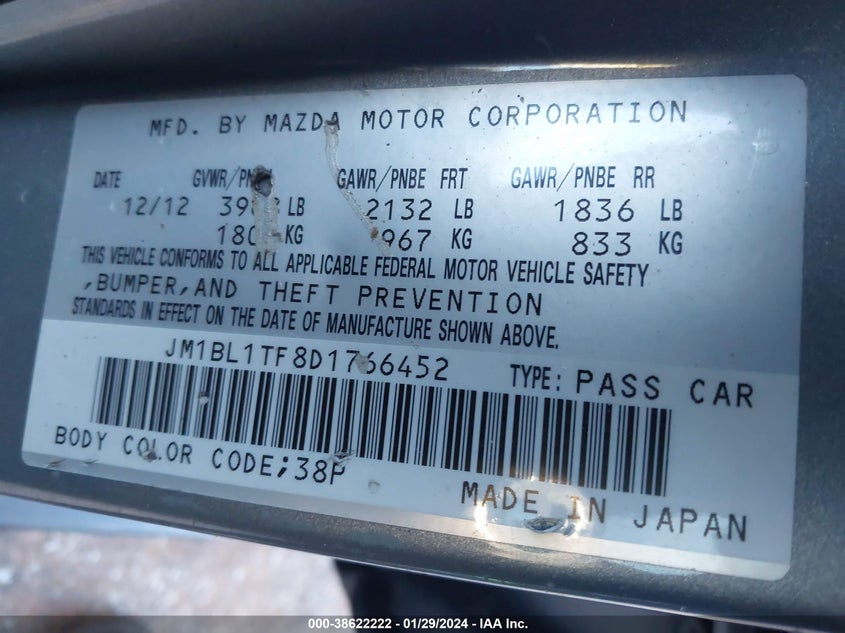 MFD. BY MAZDA MOTOR CORPORATION
DATE GVWR/PNBV GAWR/PNBE FRT GAWR/PNBE RR
12/12 LB 2132 LB 1836 LB
KG 967 KG 833 KG
THIS VEHICLE CONFORMS TO ALL APPLICABLE FEDERAL MOTOR VEHICLE SAFETY
,BUMPER,AND THEFT PREVENTION
STANDARDS IN EFFECT ON THE DATE OF MANUFACTURE SHOWN ABOVE.
JM1BL1TF8D1766452 TYPE: PASS CAR
BODY COLOR CODE;38P
MADE IN JAPAN
000-38622222 - 01/29/2024 - IAA Inc.